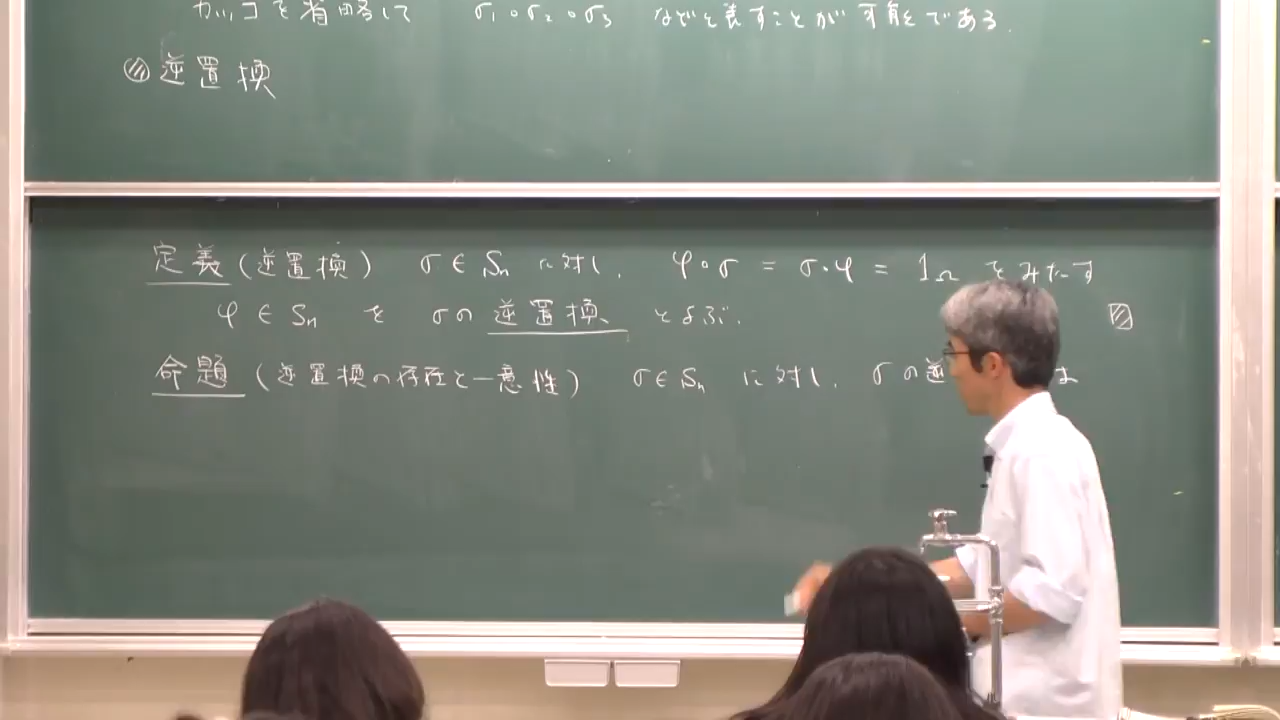 カッコを省略して σ₁∘σ₂∘σ₃ などと表すことが可能である.
逆置換
定義 (逆置換) σ ∈ Sₙ に対し, φ∘σ = σ∘φ = 1_Ω をみたす
φ ∈ Sₙ を σの 逆置換 とよぶ.
命題 (逆置換の存在と一意性) σ ∈ Sₙ に対し, σの逆 は